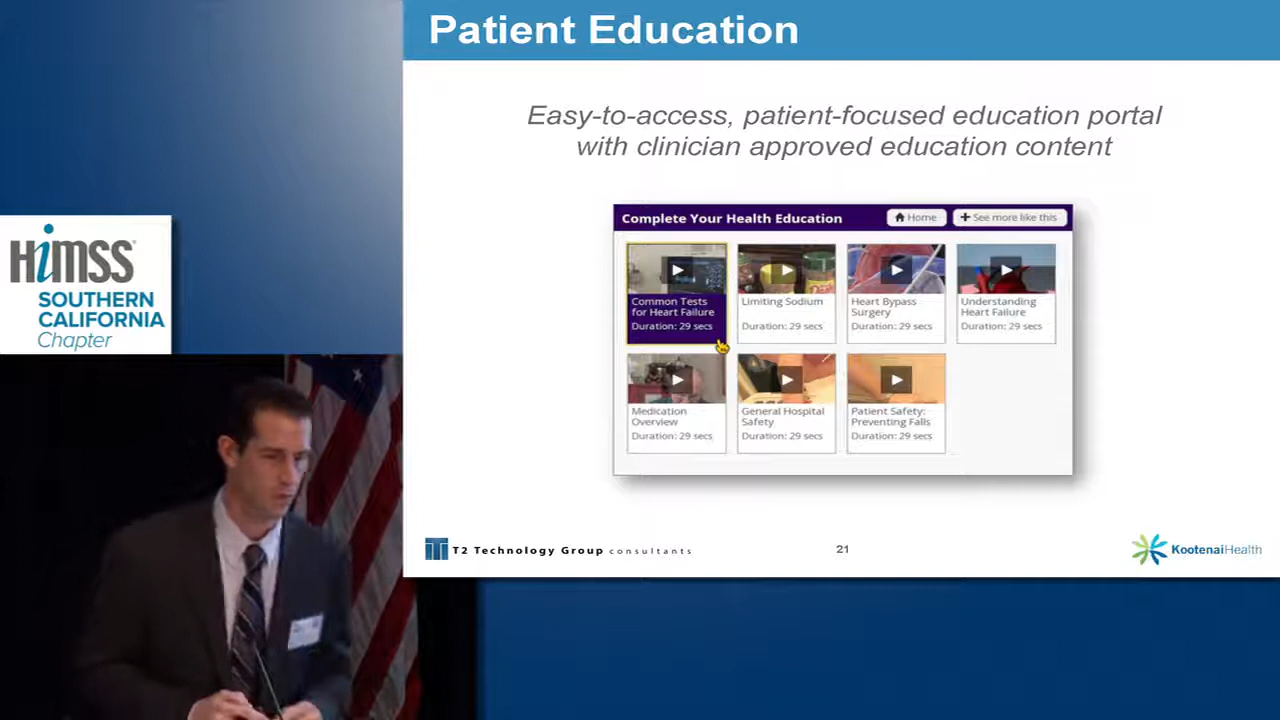 Patient Education
Easy-to-access, patient-focused education portal
with clinician approved education content
HiMSS
SOUTHERN
CALIFORNIA
Chapter
Complete Your Health Education
Home
See more like this
Common Tests
for Heart Failure
Duration: 29 secs
Limiting Sodium
Duration: 29 secs
Heart Bypass
Surgery
Duration: 29 secs
Understanding
Heart Failure
Duration: 29 secs
Medication
Overview
Duration: 29 secs
General Hospital
Safety
Duration: 29 secs
Patient Safety:
Preventing Falls
Duration: 29 secs
T2 Technology Group consultants
21
KootenaiHealth